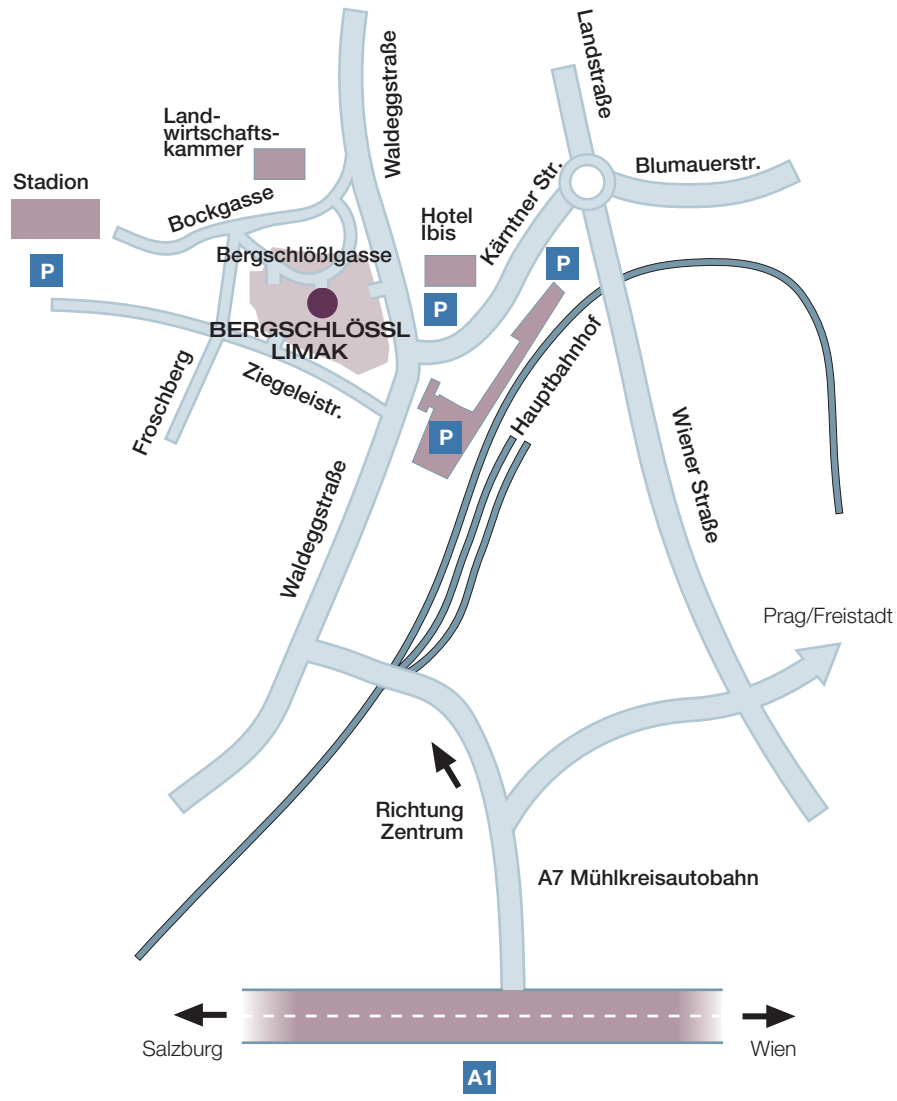 Landstraße
Waldeggstraße
Land-
wirtschafts-
kammer
Blumauerstr.
Stadion
Bockgasse
Hotel
Ibis
Kärntner Str.
Bergschlößlgasse
P
P
P
BERGSCHLÖSSL
LIMAK
Hauptbahnhof
Froschberg
Ziegeleistr.
P
Wiener Straße
Waldeggstraße
Prag/Freistadt
Richtung
Zentrum
A7 Mühlkreisautobahn
Salzburg
Wien
A1